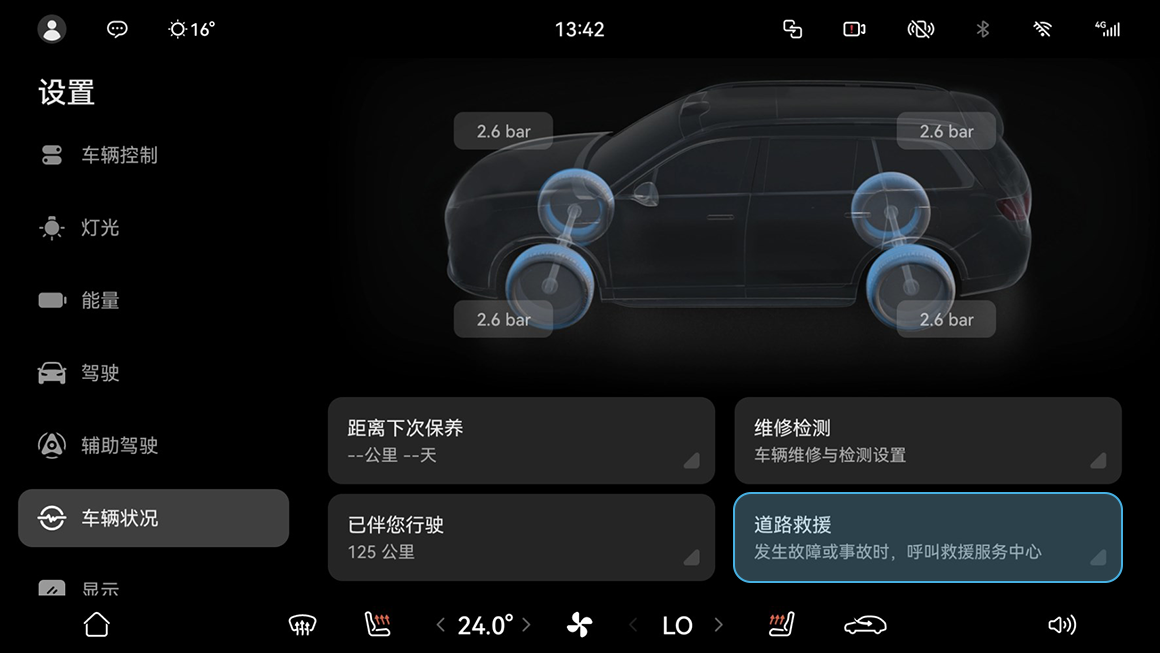 16°
13:42
4G
设置
车辆控制
灯光
能量
驾驶
辅助驾驶
车辆状况
显示
2.6 bar
2.6 bar
2.6 bar
2.6 bar
距离下次保养
--公里 --天
维修检测
车辆维修与检测设置
已伴您行驶
125 公里
道路救援
发生故障或事故时，呼叫救援服务中心
24.0°
LO